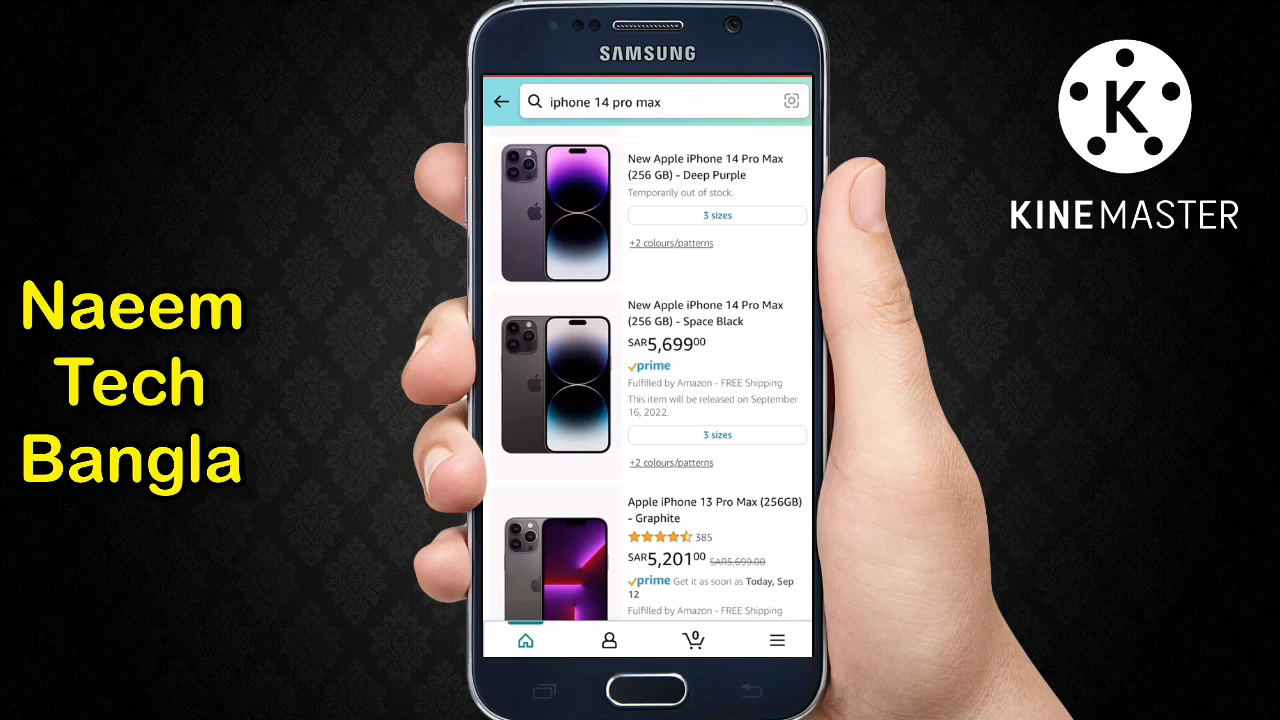 SAMSUNG
iphone 14 pro max
New Apple iPhone 14 Pro Max
(256 GB) - Deep Purple
Temporarily out of stock.
3 sizes
+2 colours/patterns
New Apple iPhone 14 Pro Max
(256 GB) - Space Black
SAR5,69900
prime
Fulfilled by Amazon - FREE Shipping
This item will be released on September
16, 2022.
3 sizes
+2 colours/patterns
Apple iPhone 13 Pro Max (256GB)
- Graphite
385
SAR5,20100 SAR5,699.00
prime Get it as soon as Today, Sep
12
Fulfilled by Amazon - FREE Shipping
0
Naeem
Tech
Bangla
K
KINEMASTER